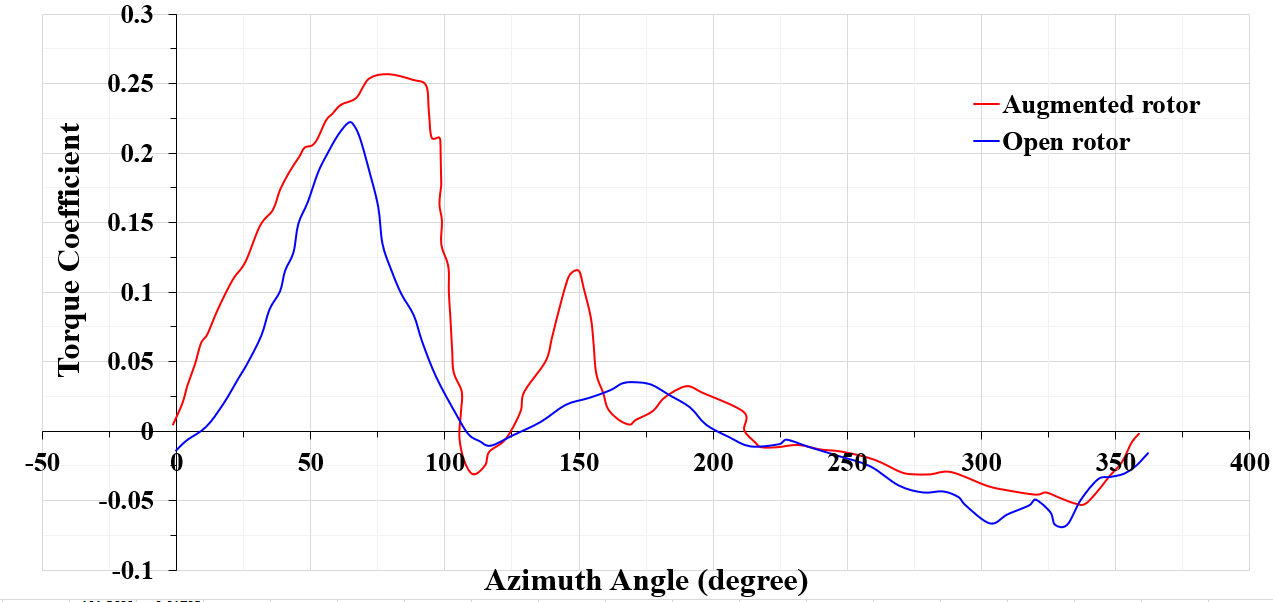 0.3
0.25
0.2
0.15
0.1
0.05
0
-0.05
-0.1
Torque Coefficient
Augmented rotor
Open rotor
-50 0 50 100 150 200 250 300 350 400
Azimuth Angle (degree)